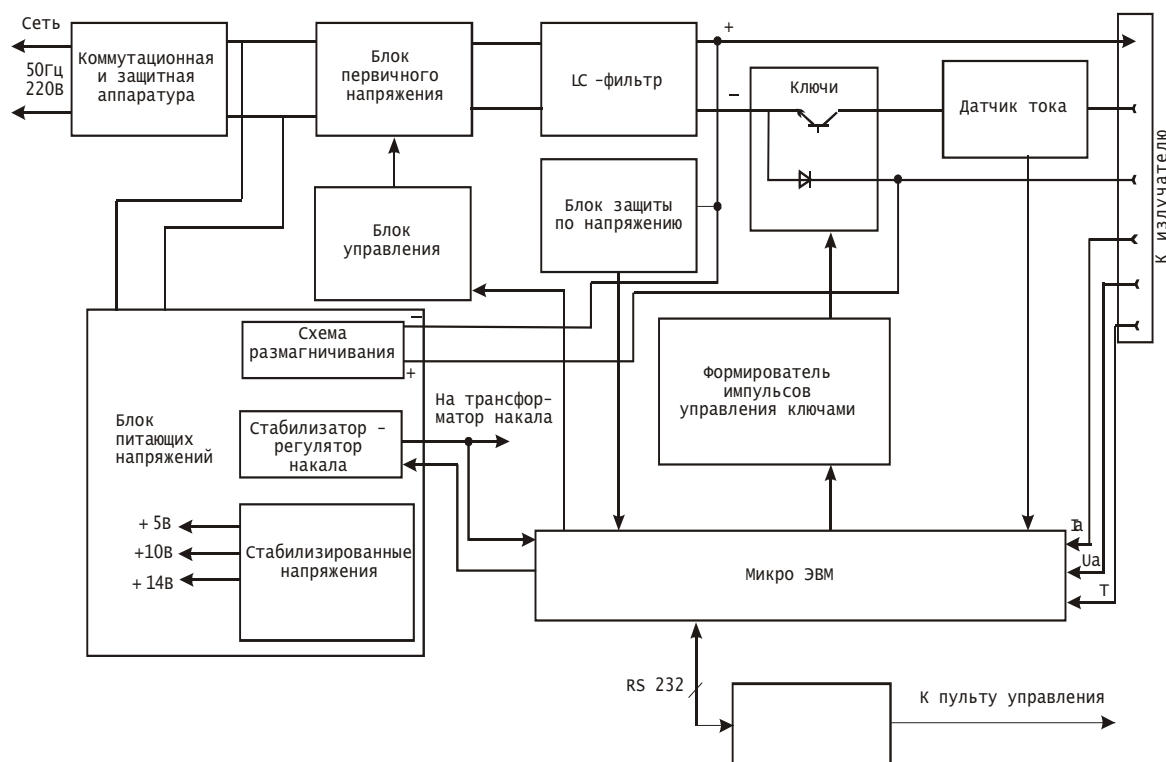 Сеть
50Гц
220В
Коммутационная
и защитная
аппаратура
Блок
первичного
напряжения
LC -фильтр
+
−
Ключи
Датчик тока
К излучателю
Блок
управления
Блок защиты
по напряжению
Схема
размагничивания
−
+
Формирователь
импульсов
управления ключами
На трансфор-
матор накала
Блок
питающих
напряжений
Стабилизатор -
регулятор
накала
+ 5В
+10В
+ 14В
Стабилизированные
напряжения
Микро ЭВМ
Iа
Uа
Т
RS 232
К пульту управления